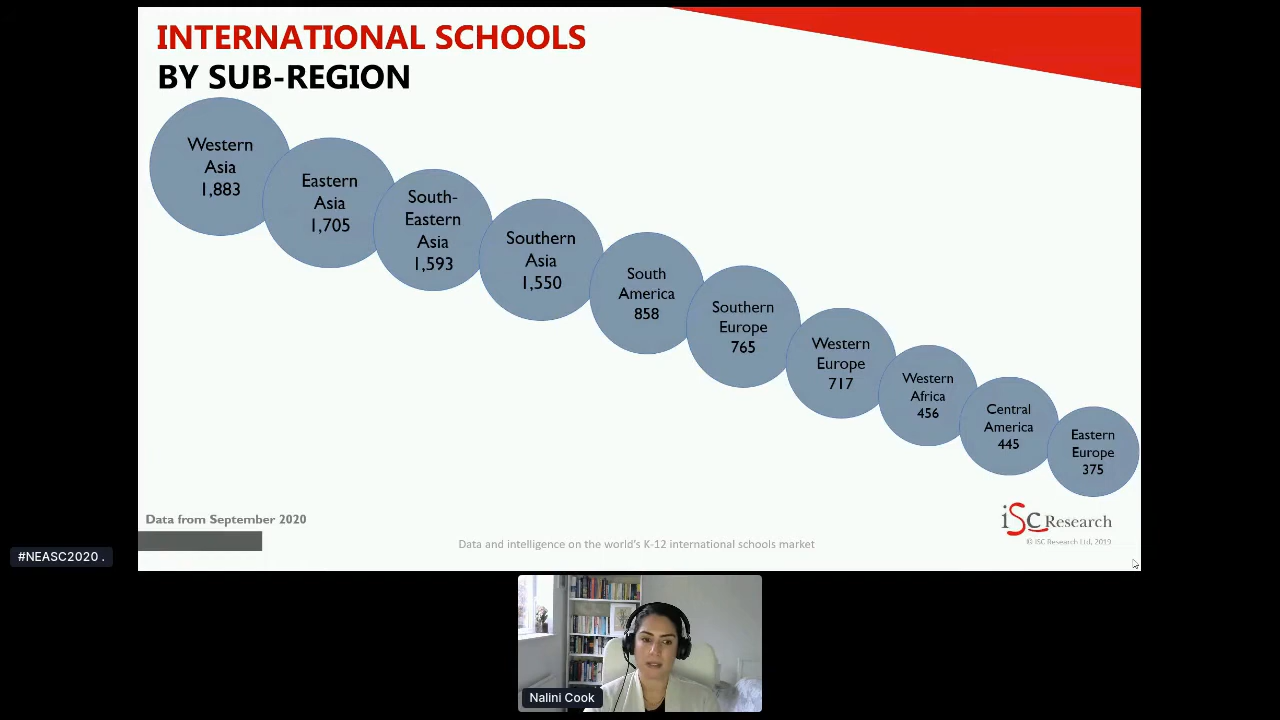 INTERNATIONAL SCHOOLS
BY SUB-REGION
Western
Asia
1,883
Eastern
Asia
1,705
South-
Eastern
Asia
1,593
Southern
Asia
1,550
South
America
858
Southern
Europe
765
Western
Europe
717
Western
Africa
456
Central
America
445
Eastern
Europe
375
Data from September 2020
iSC Research
© ISC Research Ltd, 2019
Data and intelligence on the world's K-12 international schools market
#NEASC2020 .
Nalini Cook